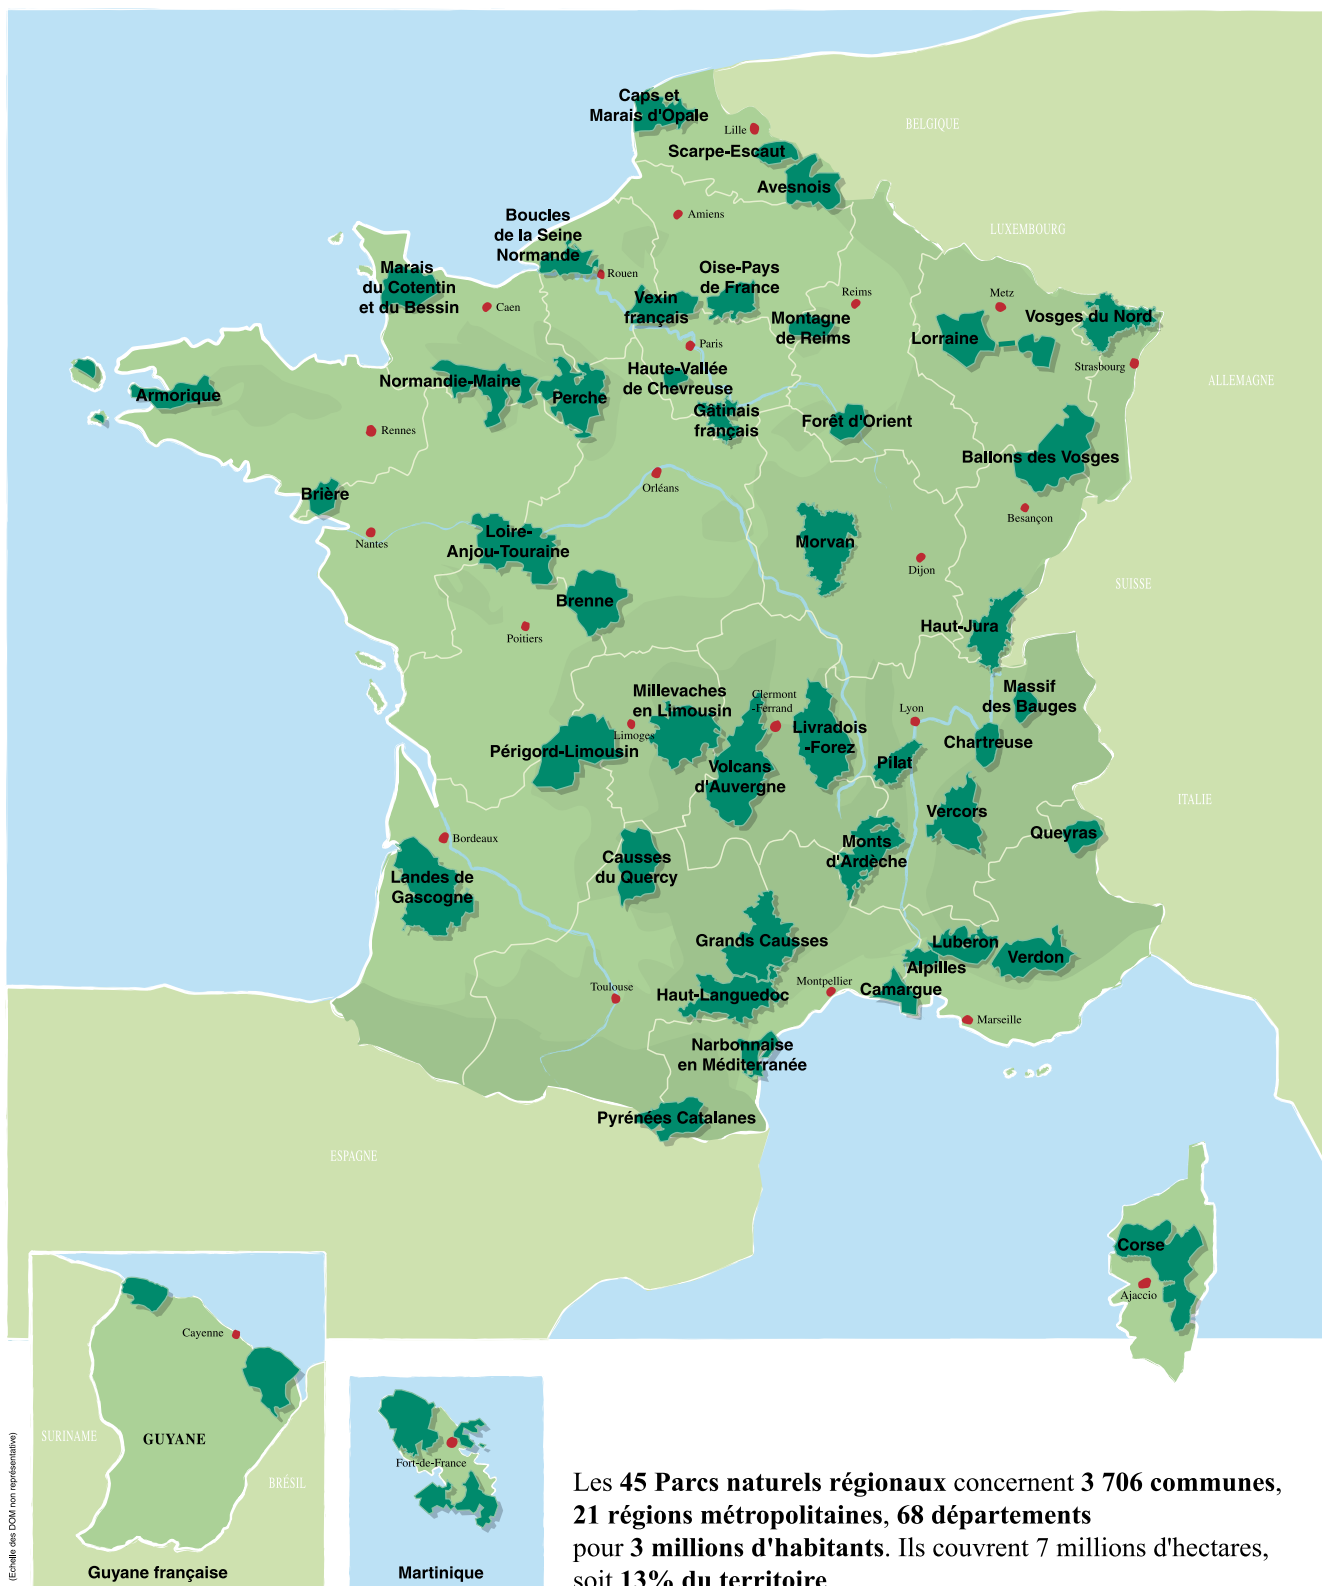 Caps et
Marais d'Opale
Lille
BELGIQUE
Scarpe-Escaut
Avesnois
Amiens
Boucles
de la Seine
Normande
LUXEMBOURG
Rouen
Oise-Pays
de France
Marais
du Cotentin
et du Bessin
Caen
Vexin
français
Reims
Montagne
de Reims
Metz
Vosges du Nord
Lorraine
Paris
Strasbourg
Haute-Vallée
de Chevreuse
Normandie-Maine
Perche
ALLEMAGNE
Armorique
Gâtinais
français
Forêt d'Orient
Rennes
Ballons des Vosges
Orléans
Brière
Besançon
Nantes
Loire-
Anjou-Touraine
Morvan
Dijon
SUISSE
Brenne
Poitiers
Haut-Jura
Millevaches
en Limousin
Clermont
-Ferrand
Massif
des Bauges
Lyon
Limoges
Livradois
-Forez
Chartreuse
Périgord-Limousin
Volcans
d'Auvergne
Pilat
ITALIE
Vercors
Queyras
Bordeaux
Monts
d'Ardèche
Causses
du Quercy
Landes de
Gascogne
Grands Causses
Luberon
Verdon
Alpilles
Toulouse
Haut-Languedoc
Montpellier
Camargue
Marseille
Narbonnaise
en Méditerranée
Pyrénées Catalanes
ESPAGNE
Corse
Ajaccio
Cayenne
SURINAME
GUYANE
BRÉSIL
Guyane française
Fort-de-France
Martinique
(Echelle des DOM non représentative)
Les 45 Parcs naturels régionaux concernent 3 706 communes,
21 régions métropolitaines, 68 départements
pour 3 millions d'habitants. Ils couvrent 7 millions d'hectares,
soit 13% du territoire